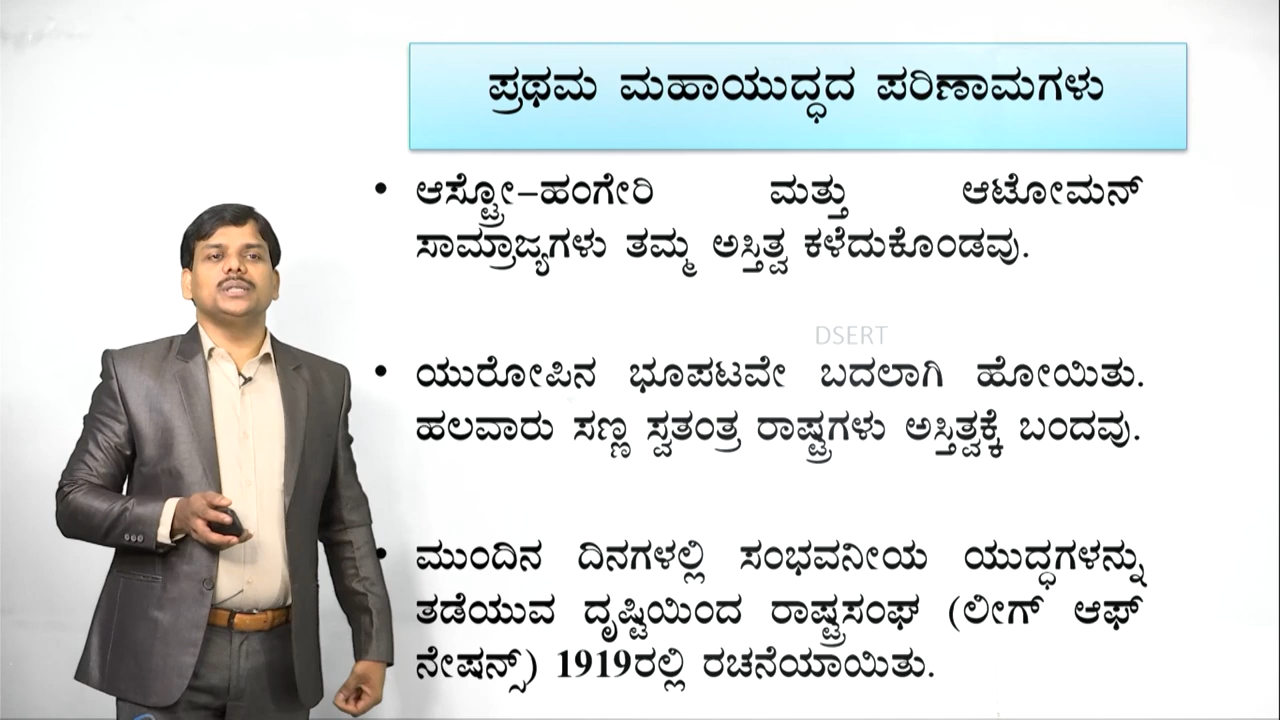 ಪ್ರಥಮ ಮಹಾಯುದ್ಧದ ಪರಿಣಾಮಗಳು
• ಆಸ್ಟ್ರೋ–ಹಂಗೇರಿ ಮತ್ತು ಆಟೋಮನ್
ಸಾಮ್ರಾಜ್ಯಗಳು ತಮ್ಮ ಅಸ್ತಿತ್ವ ಕಳೆದುಕೊಂಡವು.
DSERT
• ಯುರೋಪಿನ ಭೂಪಟವೇ ಬದಲಾಗಿ ಹೋಯಿತು.
ಹಲವಾರು ಸಣ್ಣ ಸ್ವತಂತ್ರ ರಾಷ್ಟ್ರಗಳು ಅಸ್ತಿತ್ವಕ್ಕೆ ಬಂದವು.
• ಮುಂದಿನ ದಿನಗಳಲ್ಲಿ ಸಂಭವನೀಯ ಯುದ್ಧಗಳನ್ನು
ತಡೆಯುವ ದೃಷ್ಟಿಯಿಂದ ರಾಷ್ಟ್ರಸಂಘ (ಲೀಗ್ ಆಫ್
ನೇಷನ್ಸ್) 1919ರಲ್ಲಿ ರಚನೆಯಾಯಿತು.